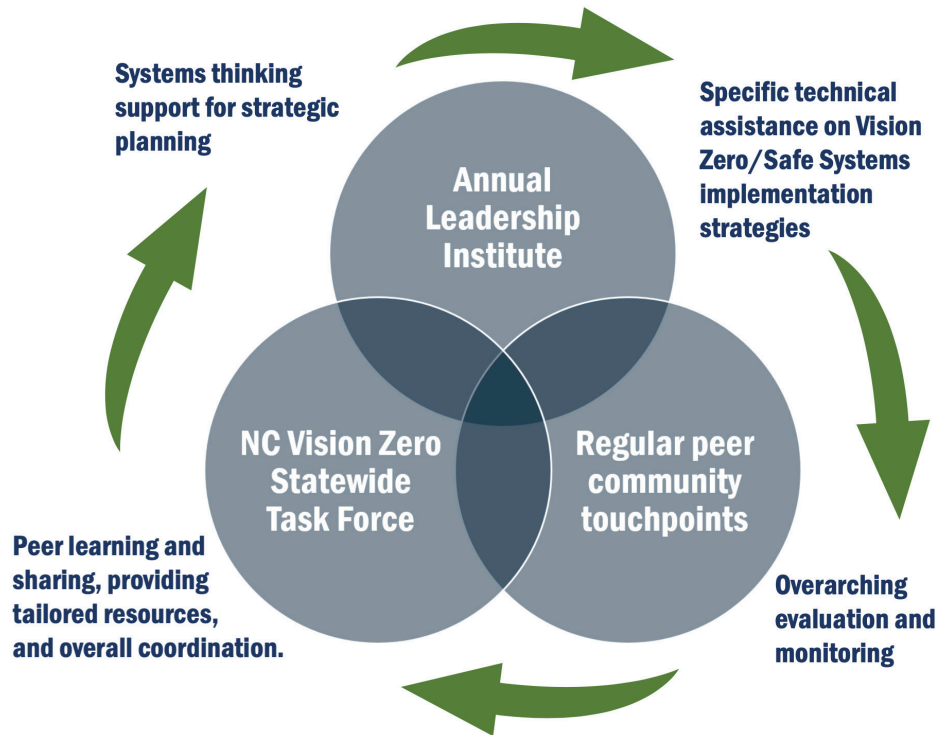 Systems thinking
support for strategic
planning
Specific technical
assistance on Vision
Zero/Safe Systems
implementation
strategies
Annual
Leadership
Institute
NC Vision Zero
Statewide
Task Force
Regular peer
community
touchpoints
Peer learning and
sharing, providing
tailored resources,
and overall coordination.
Overarching
evaluation and
monitoring